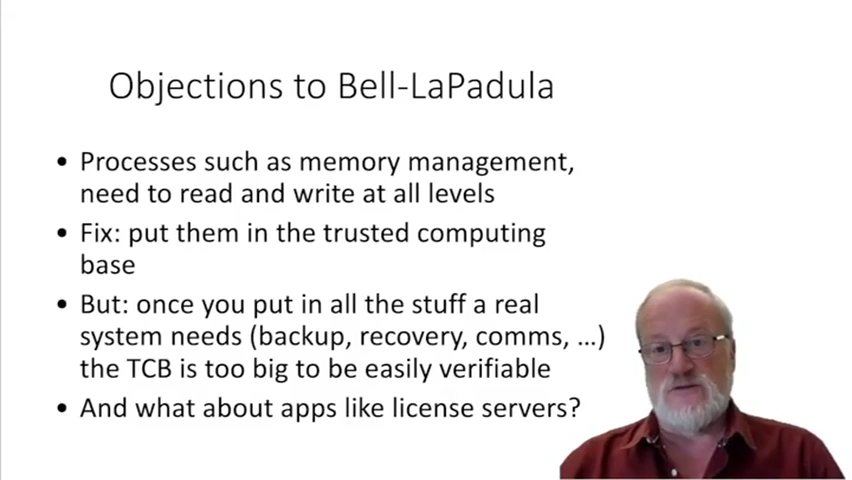 Objections to Bell-LaPadula
• Processes such as memory management,
need to read and write at all levels
• Fix: put them in the trusted computing
base
• But: once you put in all the stuff a real
system needs (backup, recovery, comms, …)
the TCB is too big to be easily verifiable
• And what about apps like license servers?